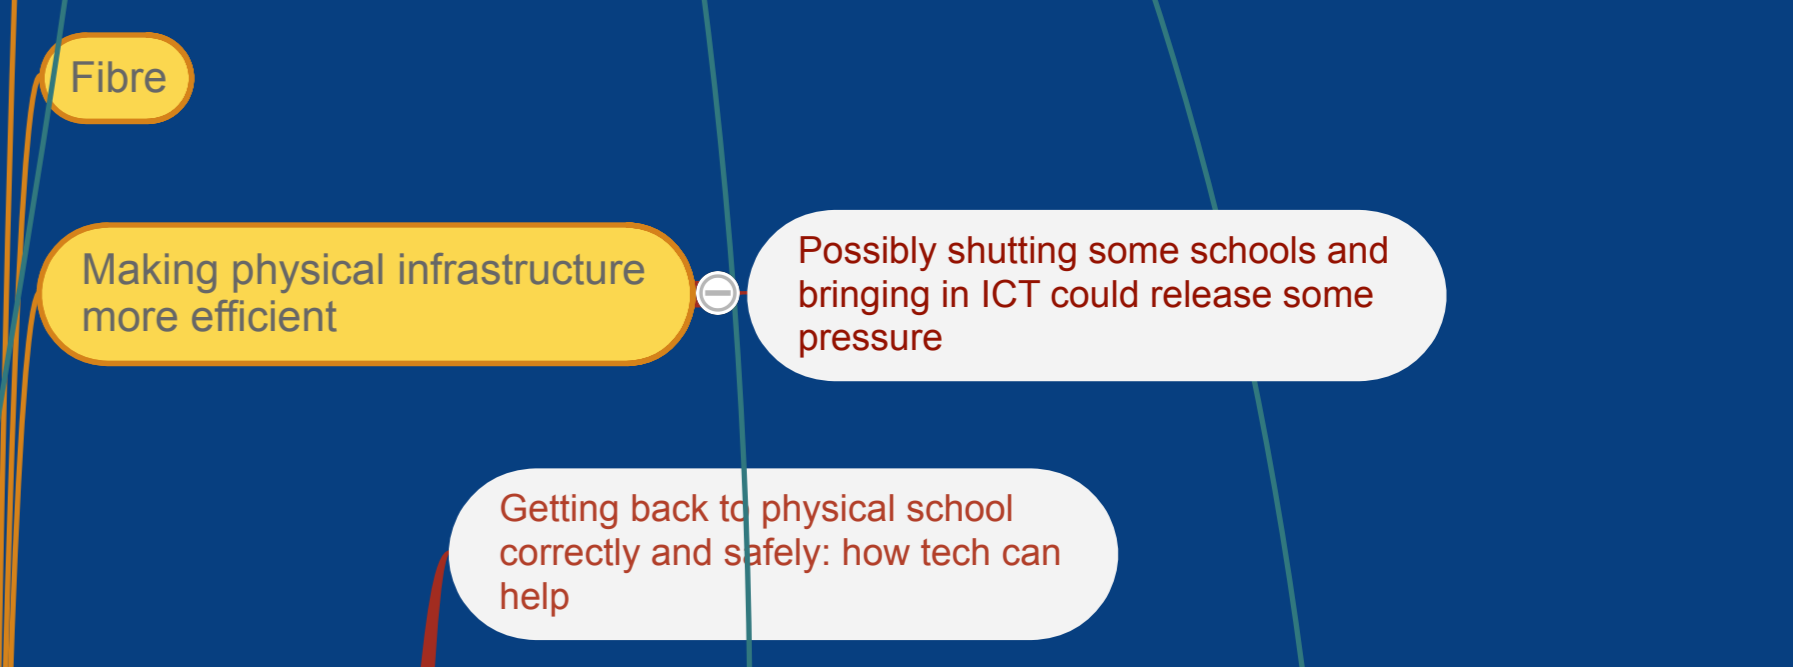 Fibre
Making physical infrastructure
more efficient
Possibly shutting some schools and
bringing in ICT could release some
pressure
Getting back to physical school
correctly and safely: how tech can
help